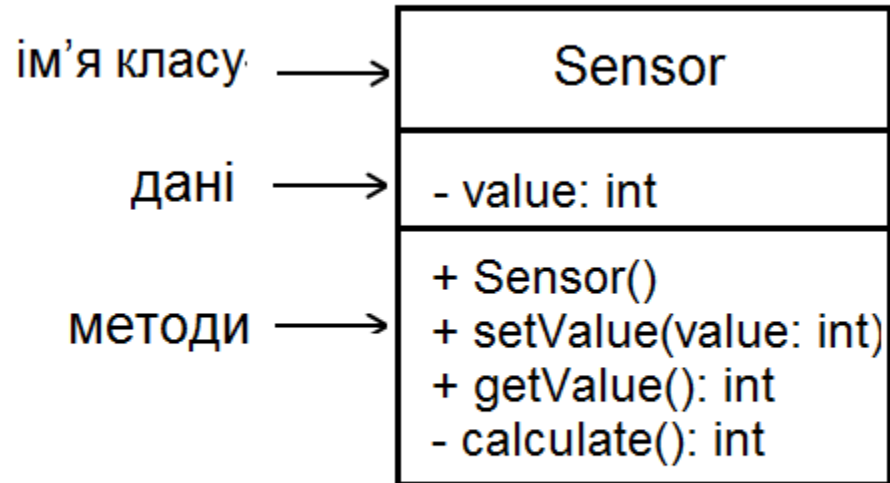 ім’я класу
Sensor
дані
- value: int
методи
+ Sensor()
+ setValue(value: int)
+ getValue(): int
- calculate(): int